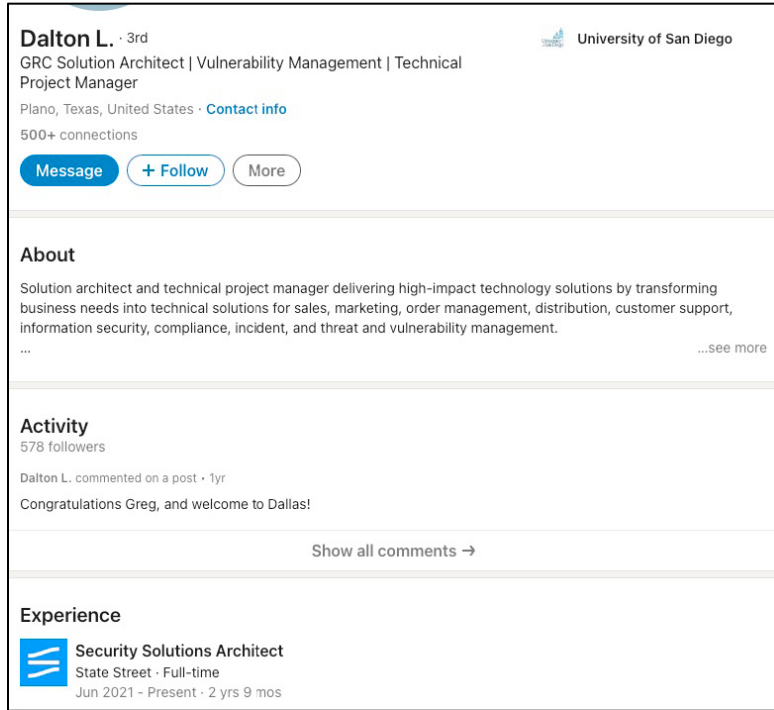 Dalton L. · 3rd
University of San Diego
GRC Solution Architect | Vulnerability Management | Technical
Project Manager
Plano, Texas, United States · Contact info
500+ connections
Message
+ Follow
More
About
Solution architect and technical project manager delivering high-impact technology solutions by transforming
business needs into technical solutions for sales, marketing, order management, distribution, customer support,
information security, compliance, incident, and threat and vulnerability management.
...
...see more
Activity
578 followers
Dalton L. commented on a post • 1yr
Congratulations Greg, and welcome to Dallas!
Show all comments →
Experience
Security Solutions Architect
State Street · Full-time
Jun 2021 - Present · 2 yrs 9 mos